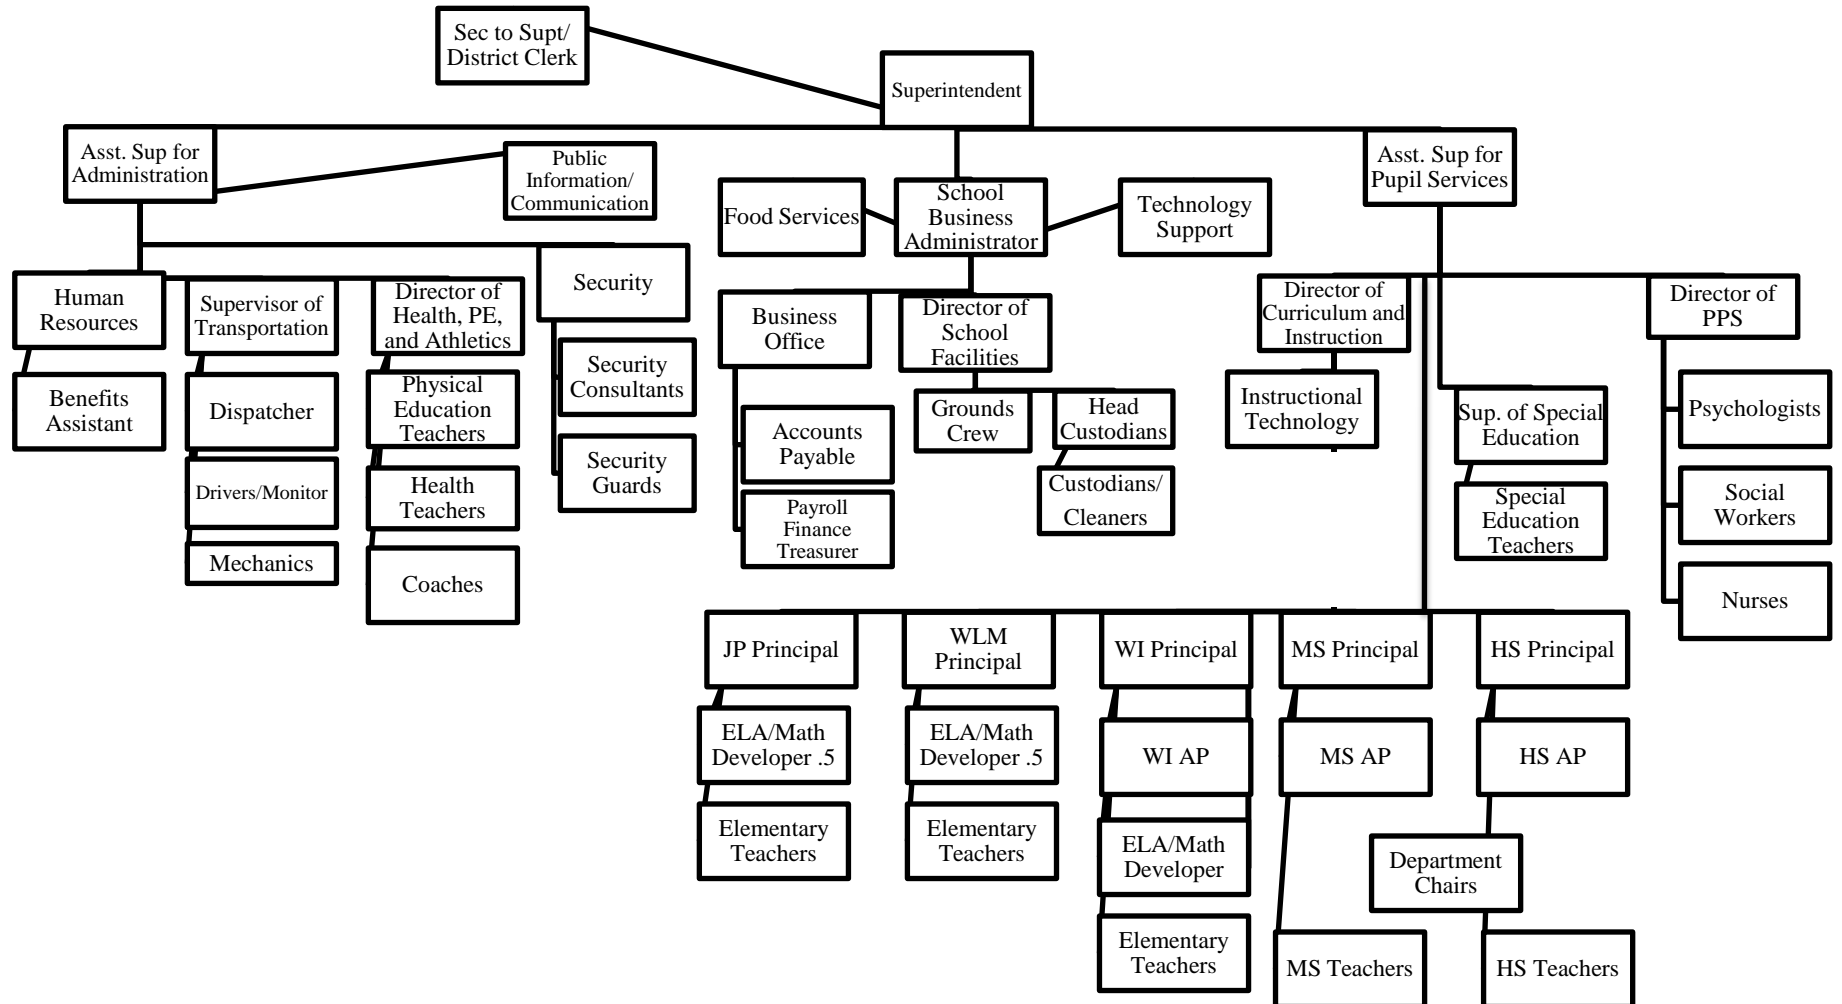 Sec to Supt/
District Clerk
Superintendent
Asst. Sup for
Administration
Public
Information/
Communication
Food Services
School
Business
Administrator
Technology
Support
Asst. Sup for
Pupil Services
Human
Resources
Benefits
Assistant
Supervisor of
Transportation
Dispatcher
Drivers/Monitor
Mechanics
Director of
Health, PE,
and Athletics
Physical
Education
Teachers
Health
Teachers
Coaches
Security
Security
Consultants
Security
Guards
Business
Office
Accounts
Payable
Payroll
Finance
Treasurer
Director of
School
Facilities
Grounds
Crew
Head
Custodians
Custodians/
Cleaners
Director of
Curriculum and
Instruction
Instructional
Technology
Sup. of Special
Education
Special
Education
Teachers
Director of
PPS
Psychologists
Social
Workers
Nurses
JP Principal
ELA/Math
Developer .5
Elementary
Teachers
WLM
Principal
ELA/Math
Developer .5
Elementary
Teachers
WI Principal
WI AP
ELA/Math
Developer
Elementary
Teachers
MS Principal
MS AP
MS Teachers
HS Principal
HS AP
Department
Chairs
HS Teachers